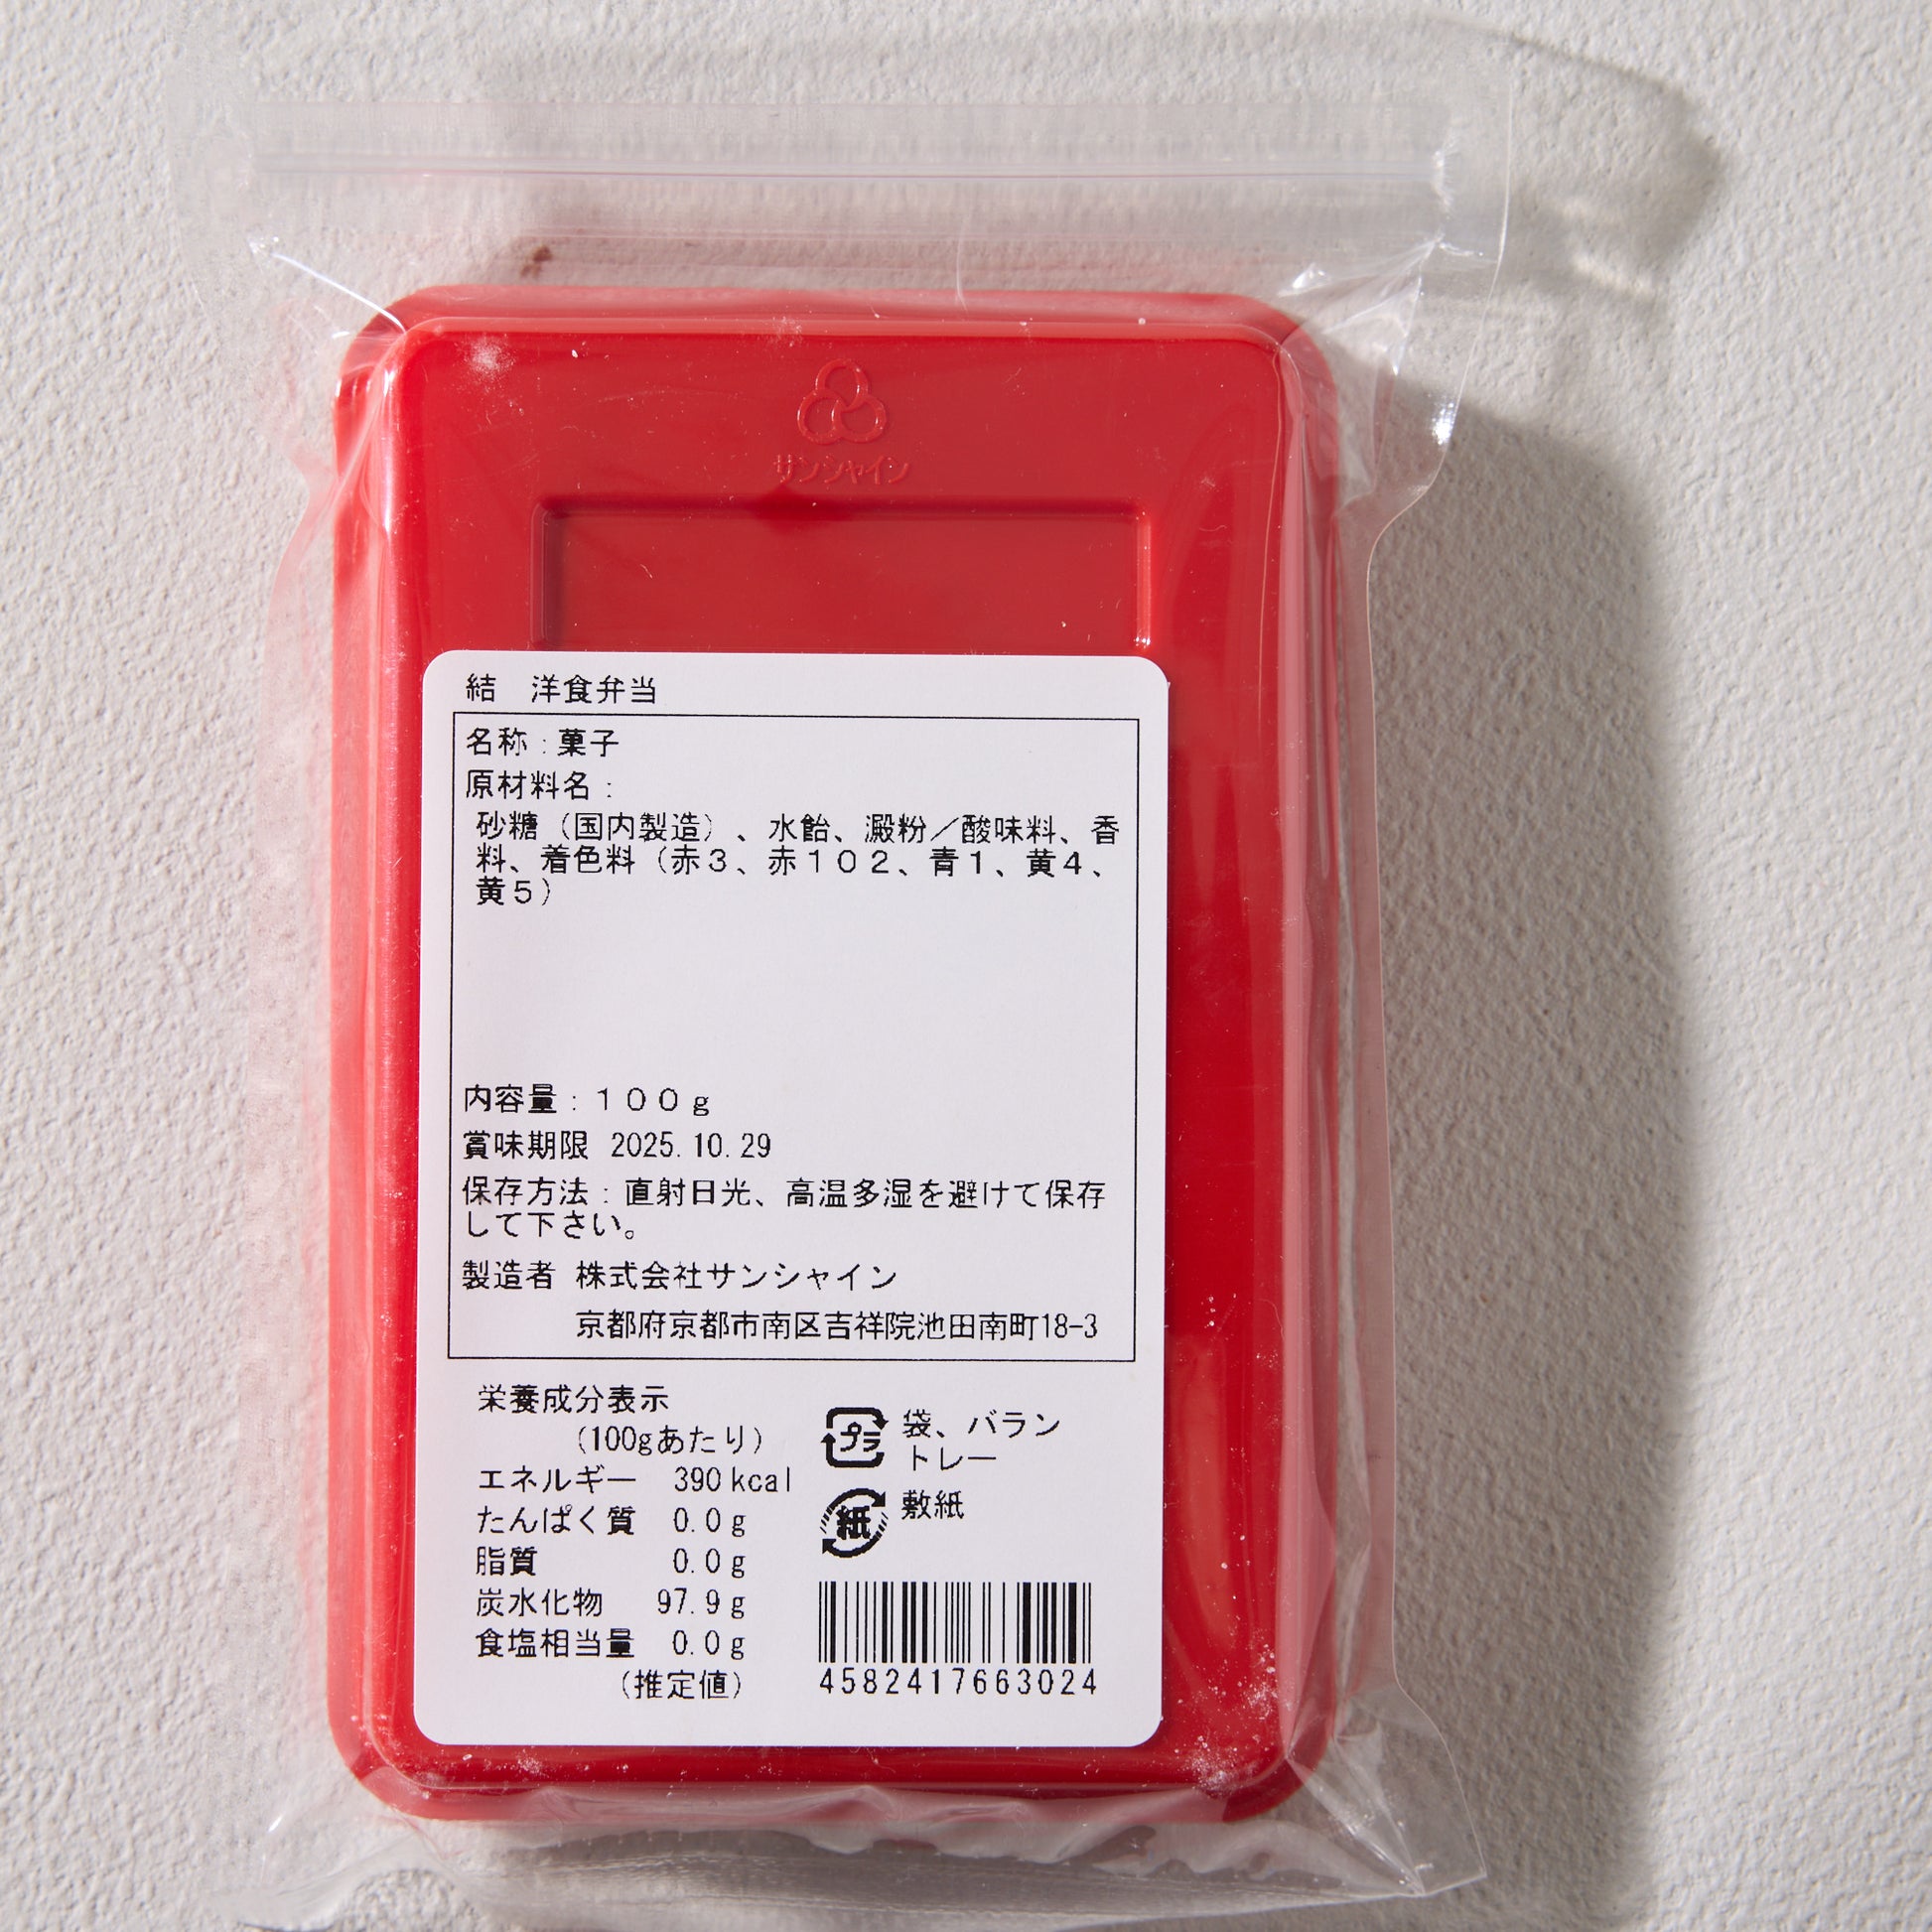 サンシャイン
結　洋食弁当
名称：菓子
原材料名：
砂糖（国内製造）、水飴、澱粉／酸味料、香
料、着色料（赤３、赤１０２、青１、黄４、
黄５）
内容量：１００ｇ
賞味期限 2025.10.29
保存方法：直射日光、高温多湿を避けて保存
して下さい。
製造者 株式会社サンシャイン
京都府京都市南区吉祥院池田南町18-3
栄養成分表示
(100gあたり)
エネルギー 390kcal
たんぱく質 0.0g
脂質 0.0g
炭水化物 97.9g
食塩相当量 0.0g
(推定値)
プラ 袋、バラン
トレー
紙 敷紙
4582417663024